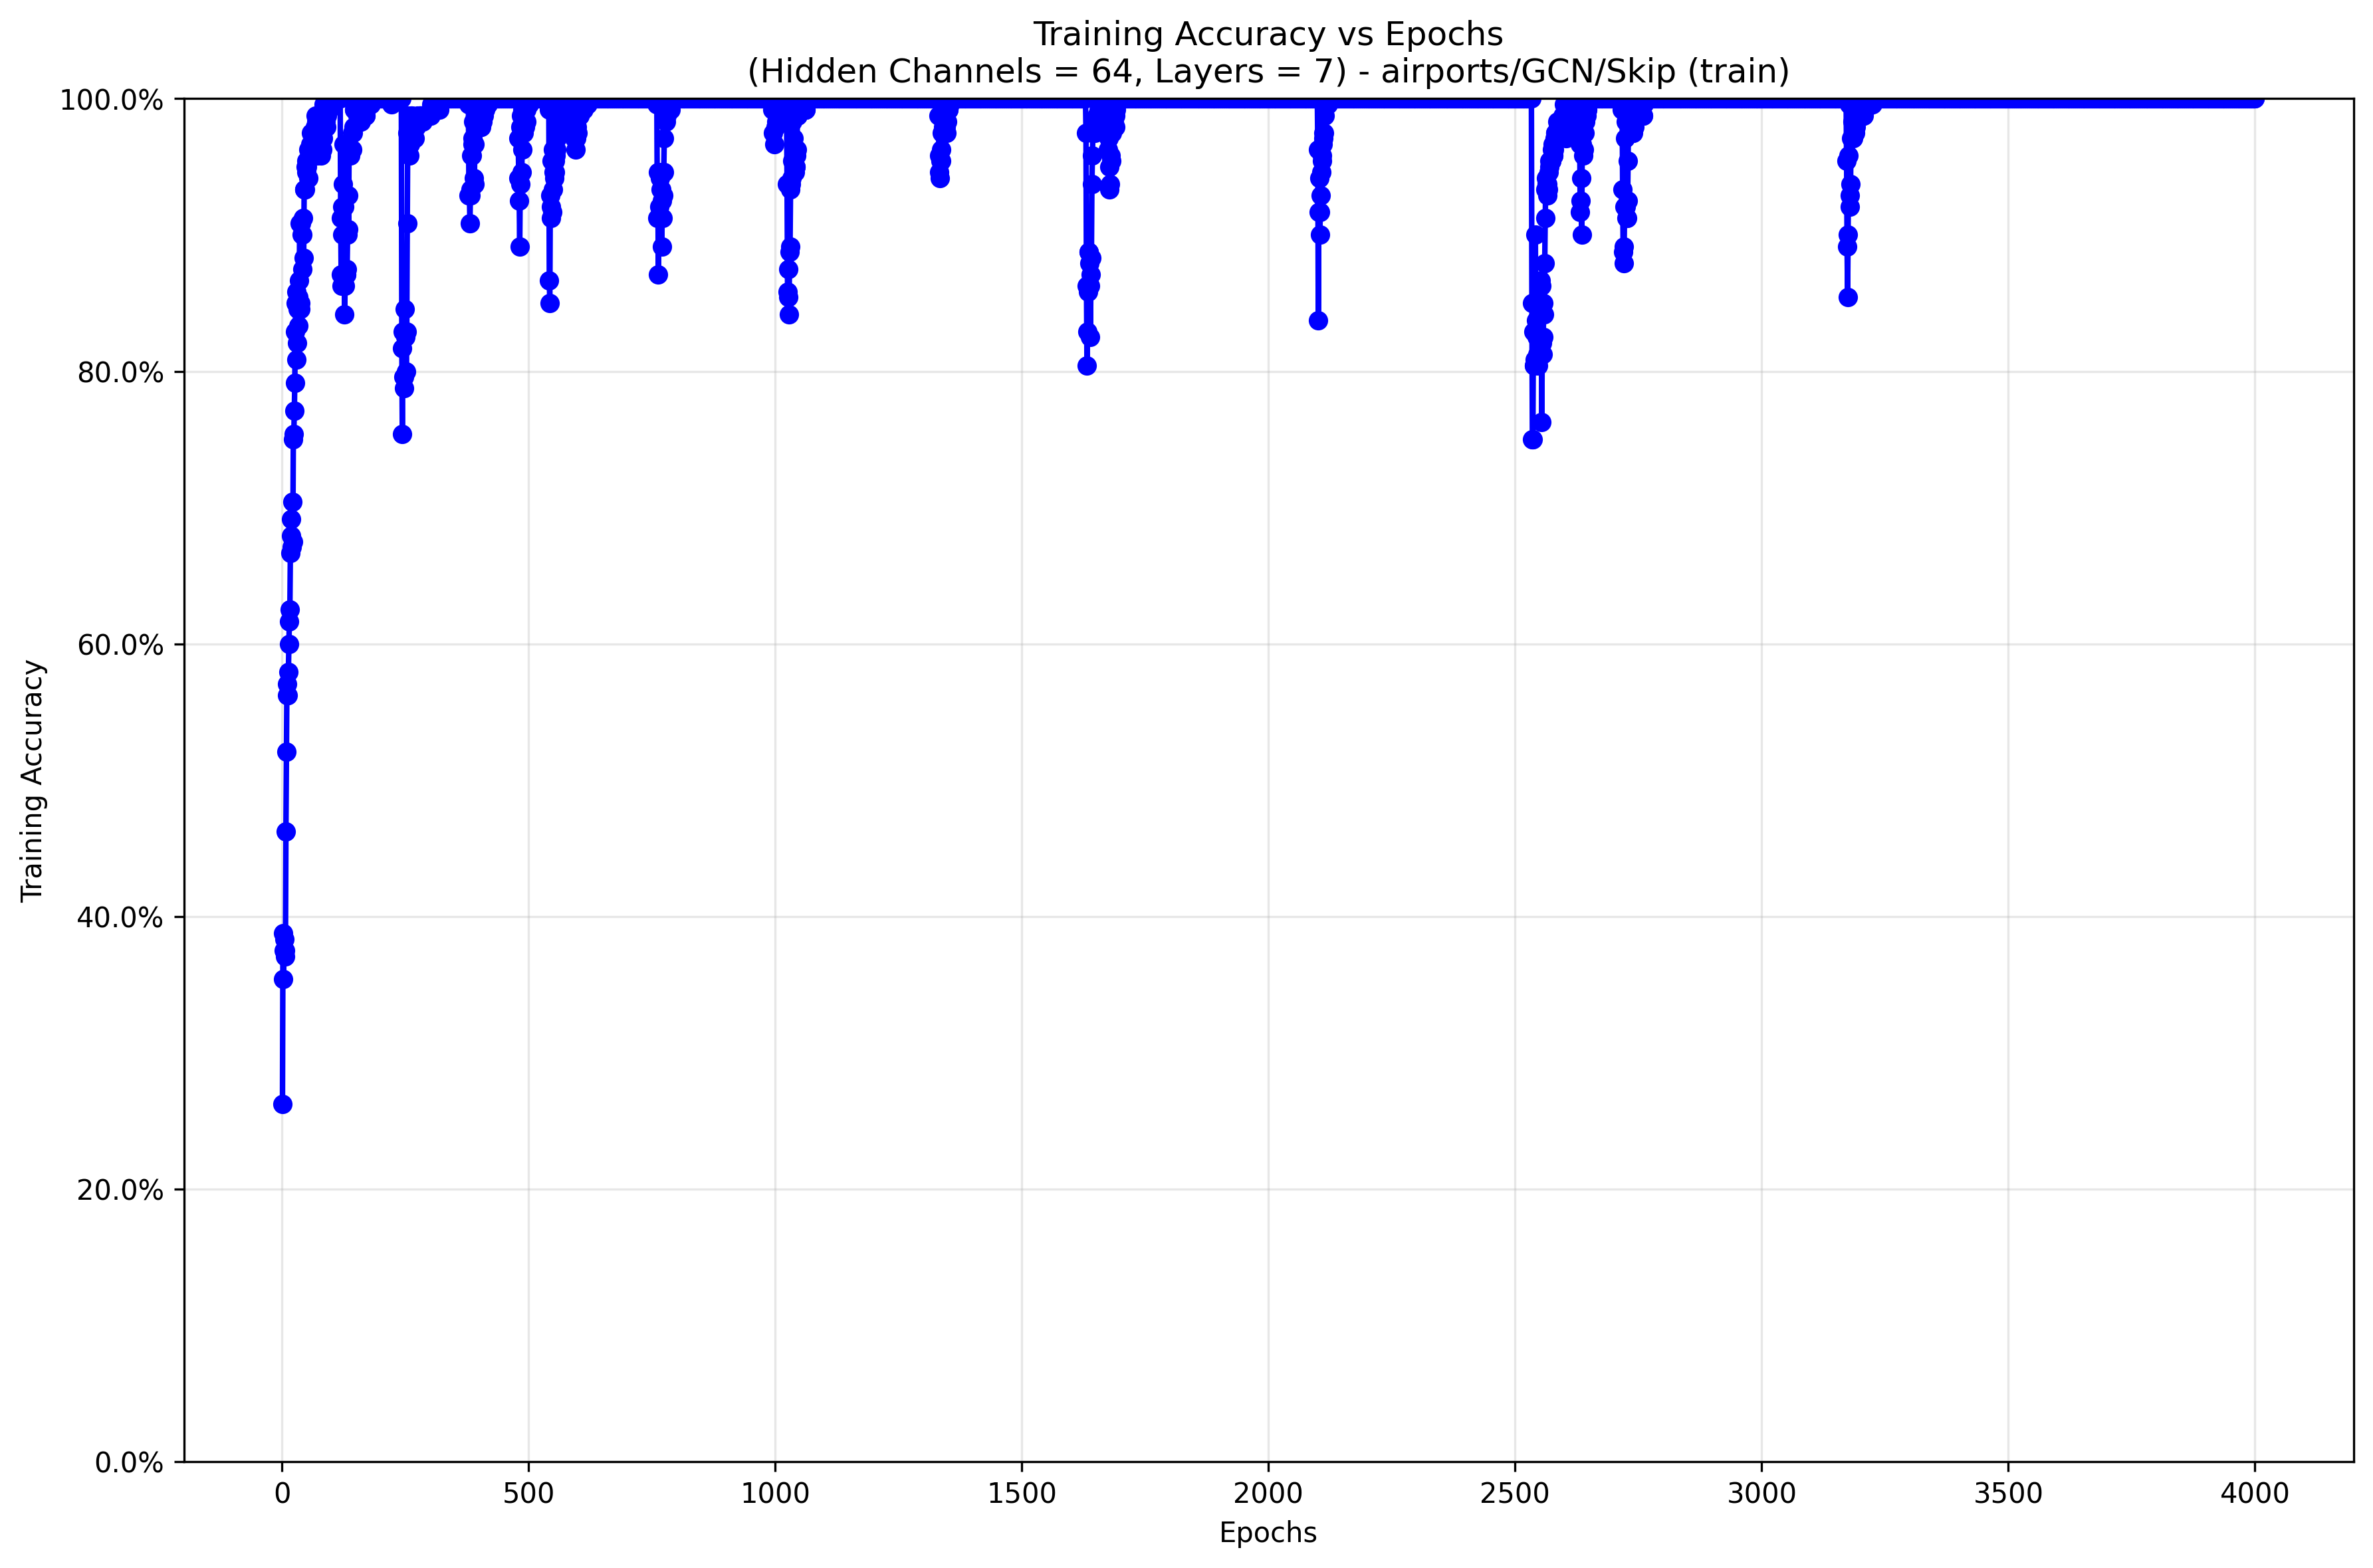 Training Accuracy vs Epochs
(Hidden Channels = 64, Layers = 7) - airports/GCN/Skip (train)
100.0%
80.0%
60.0%
40.0%
20.0%
0.0%
Training Accuracy
0 500 1000 1500 2000 2500 3000 3500 4000
Epochs